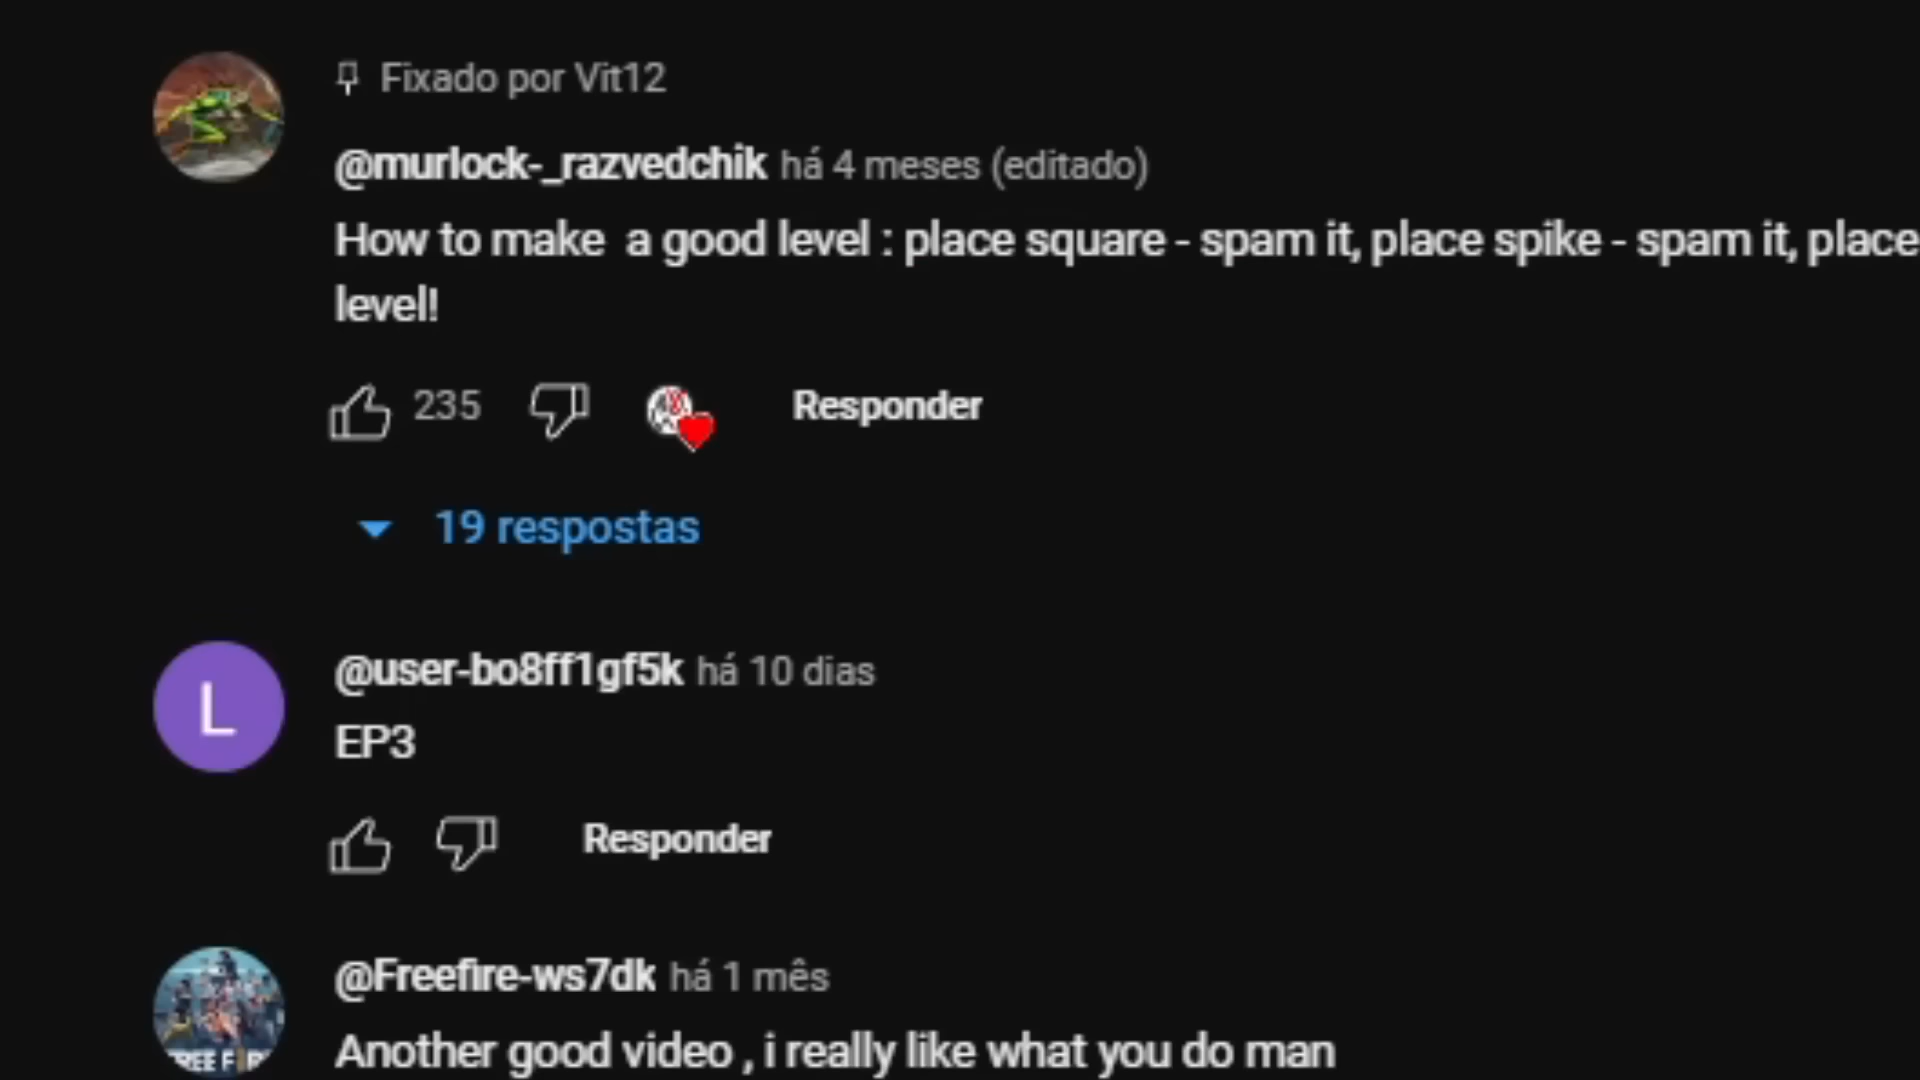 Fixado por Vit12
@murlock-_razvedchik há 4 meses (editado)
How to make  a good level : place square - spam it, place spike - spam it, place
level!
235 Responder
19 respostas
L
@user-bo8ff1gf5k há 10 dias
EP3
Responder
@Freefire-ws7dk há 1 mês
Another good video , i really like what you do man